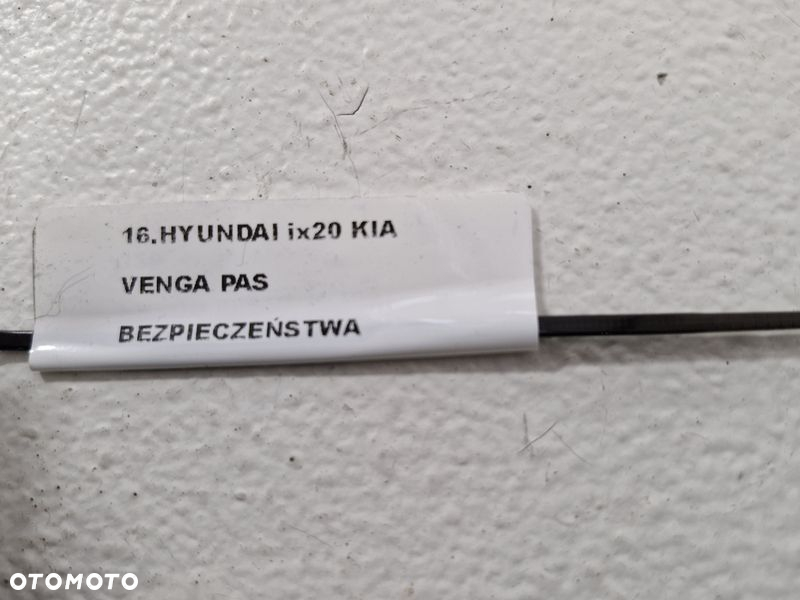 16.HYUNDAI ix20 KIA
VENGA PAS
BEZPIECZEŃSTWA
OTOMOTO